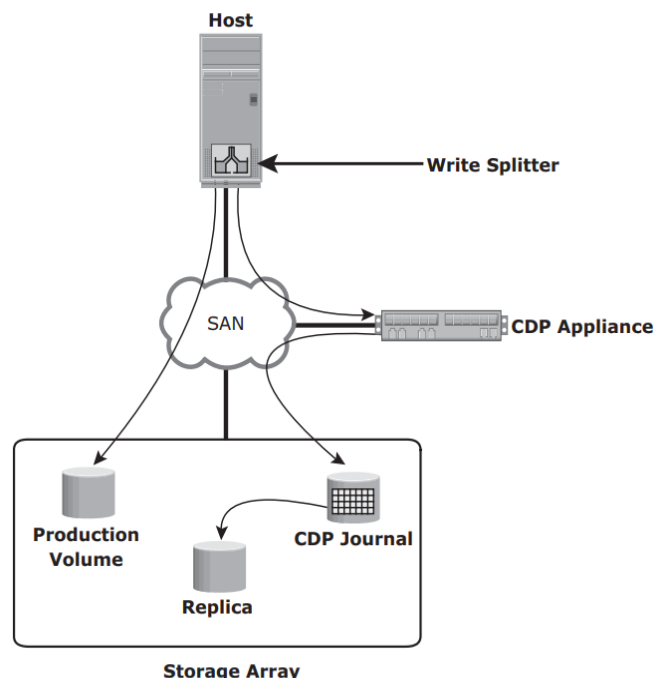 Host
Write Splitter
SAN
CDP Appliance
Production
Volume
CDP Journal
Replica
Storage Array